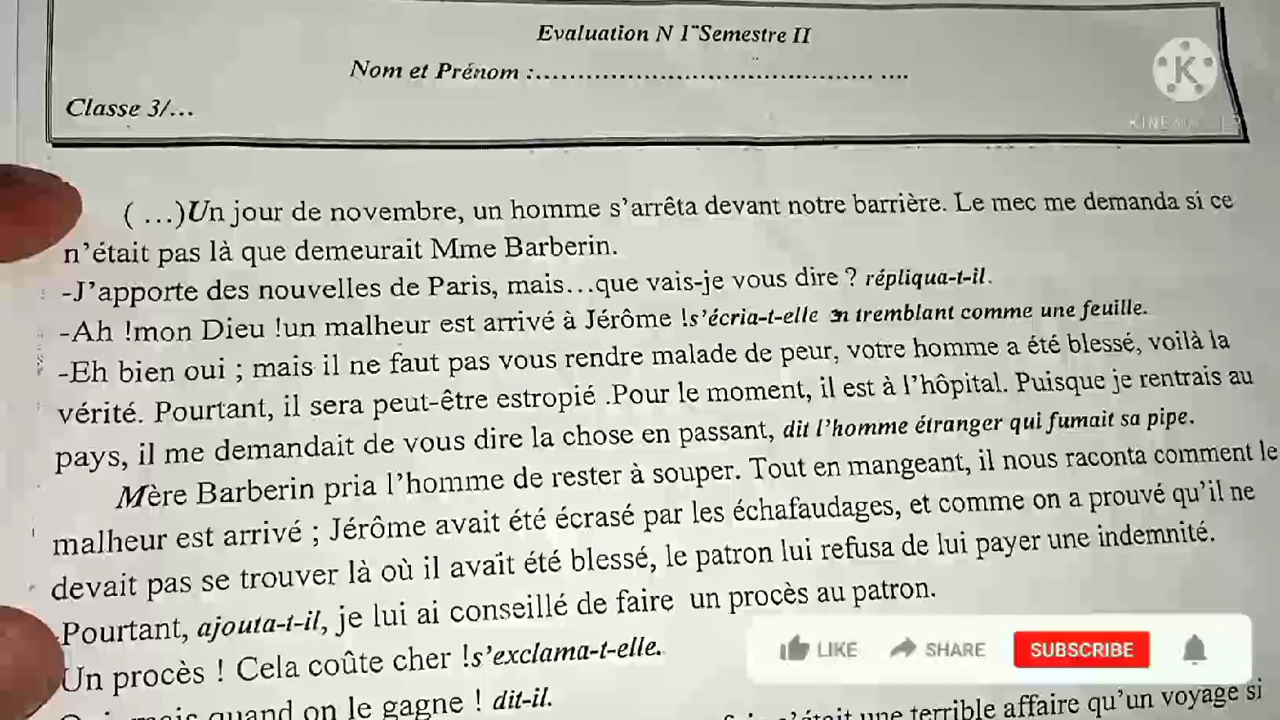 Evaluation N 1 Semestre II
Nom et Prénom :............................................ ....
Classe 3/...
K
( …)Un jour de novembre, un homme s'arrêta devant notre barrière. Le mec me demanda si ce
n'était pas là que demeurait Mme Barberin.
-J'apporte des nouvelles de Paris, mais…que vais-je vous dire ? répliqua-t-il.
-Ah !mon Dieu !un malheur est arrivé à Jérôme !s'écria-t-elle en tremblant comme une feuille.
-Eh bien oui ; mais il ne faut pas vous rendre malade de peur, votre homme a été blessé, voilà la
vérité. Pourtant, il sera peut-être estropié .Pour le moment, il est à l'hôpital. Puisque je rentrais au
pays, il me demandait de vous dire la chose en passant, dit l'homme étranger qui fumait sa pipe.
Mère Barberin pria l'homme de rester à souper. Tout en mangeant, il nous raconta comment le
malheur est arrivé ; Jérôme avait été écrasé par les échafaudages, et comme on a prouvé qu'il ne
devait pas se trouver là où il avait été blessé, le patron lui refusa de lui payer une indemnité.
Pourtant, ajouta-t-il, je lui ai conseillé de faire un procès au patron.
Un procès ! Cela coûte cher !s'exclama-t-elle.
LIKE SHARE SUBSCRIBE
mais quand on le gagne ! dit-il.
c'était une terrible affaire qu'un voyage si